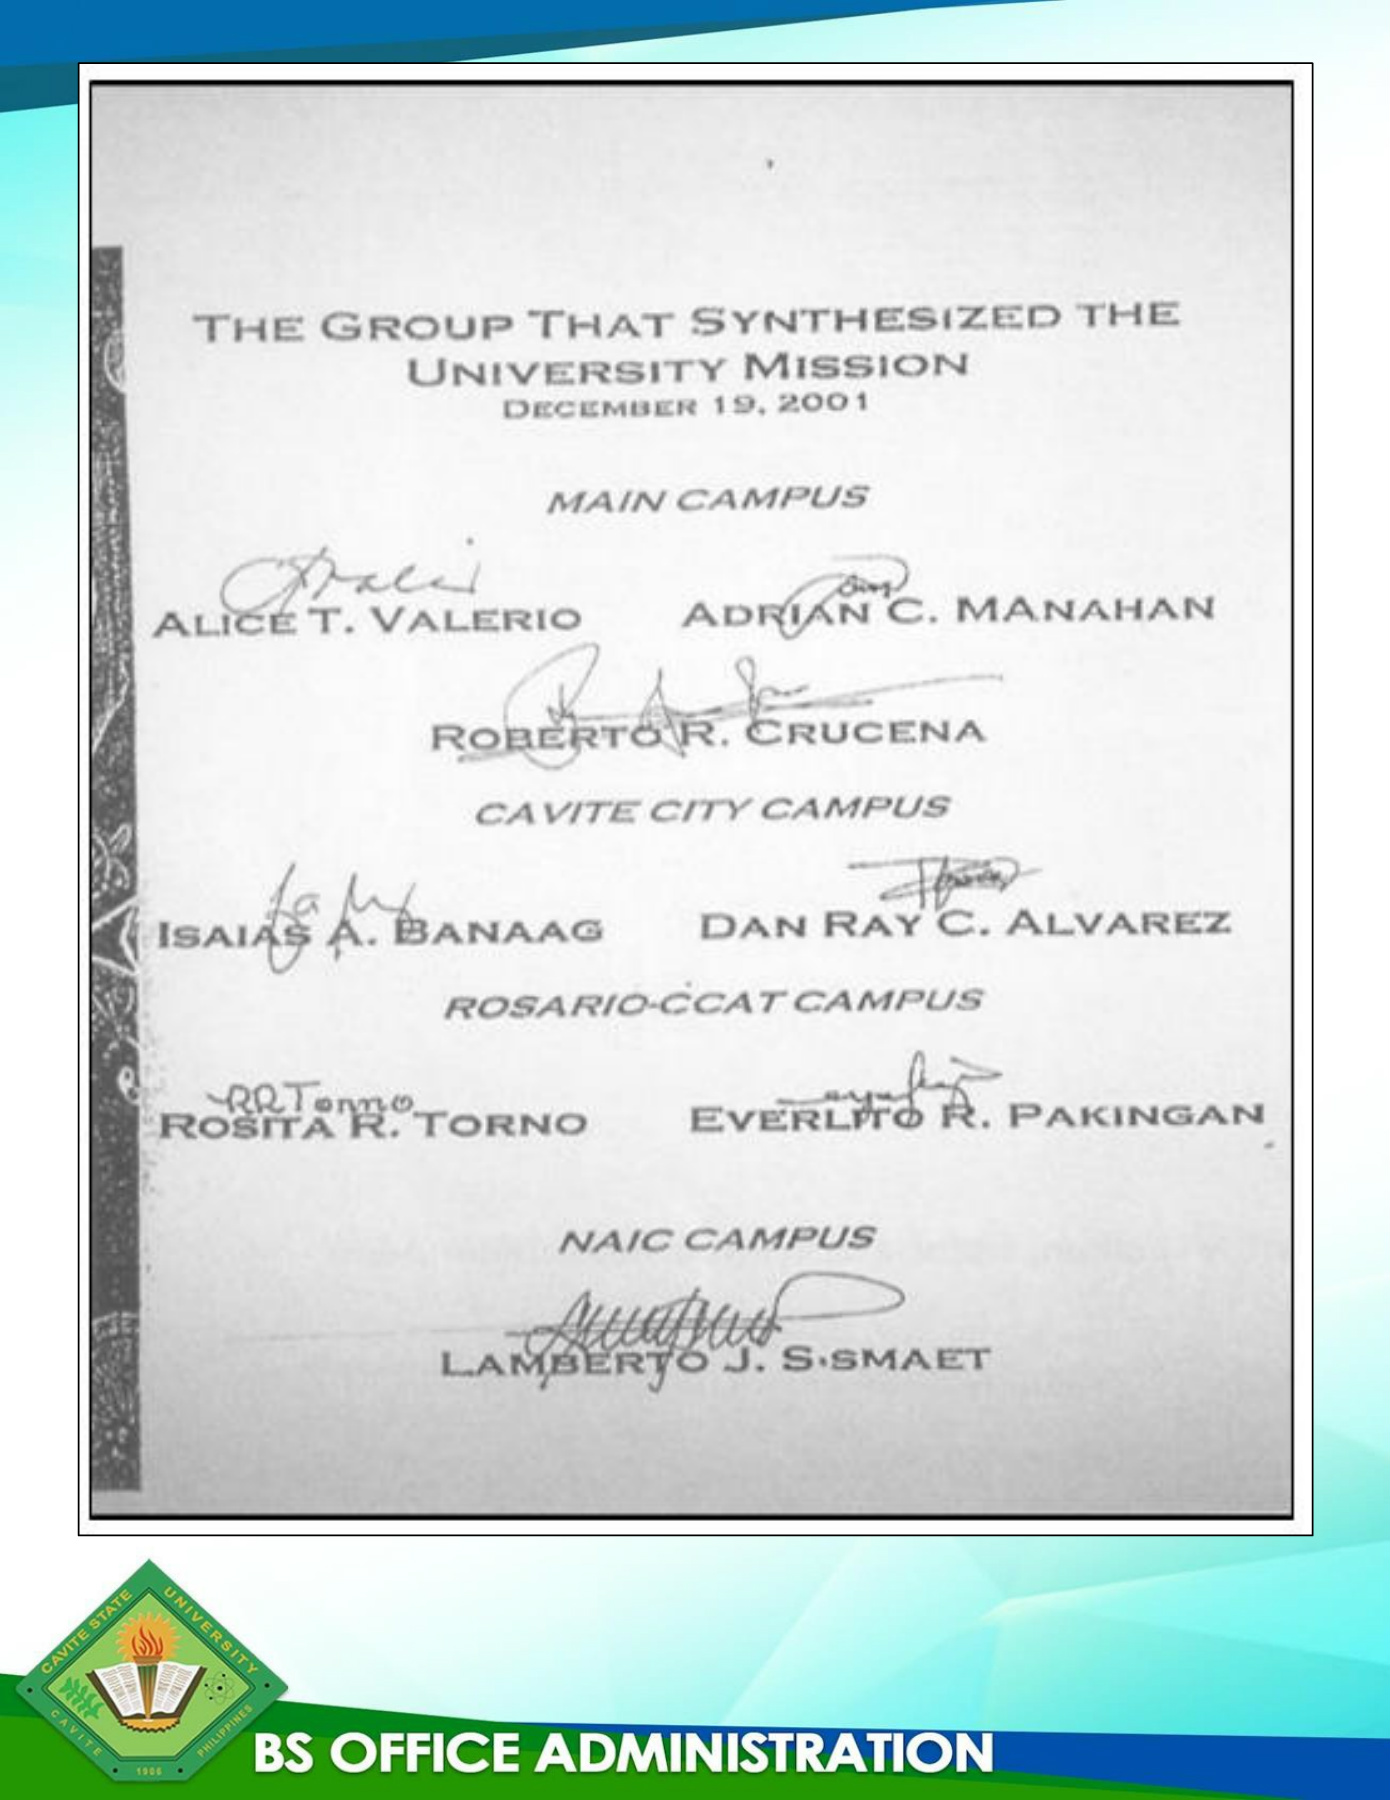 THE GROUP THAT SYNTHESIZED THE
UNIVERSITY MISSION
DECEMBER 19, 2001
MAIN CAMPUS
ALICE T. VALERIO ADRIAN C. MANAHAN
ROBERTO R. CRUCENA
CAVITE CITY CAMPUS
ISAIAS A. BANAAG DAN RAY C. ALVAREZ
ROSARIO-CCAT CAMPUS
RRTorno
ROSITA R. TORNO EVERLITO R. PAKINGAN
NAIC CAMPUS
LAMBERTO J. SISMAET
CAVITE STATE UNIVERSITY
CAVITE PHILIPPINES
1906
BS OFFICE ADMINISTRATION